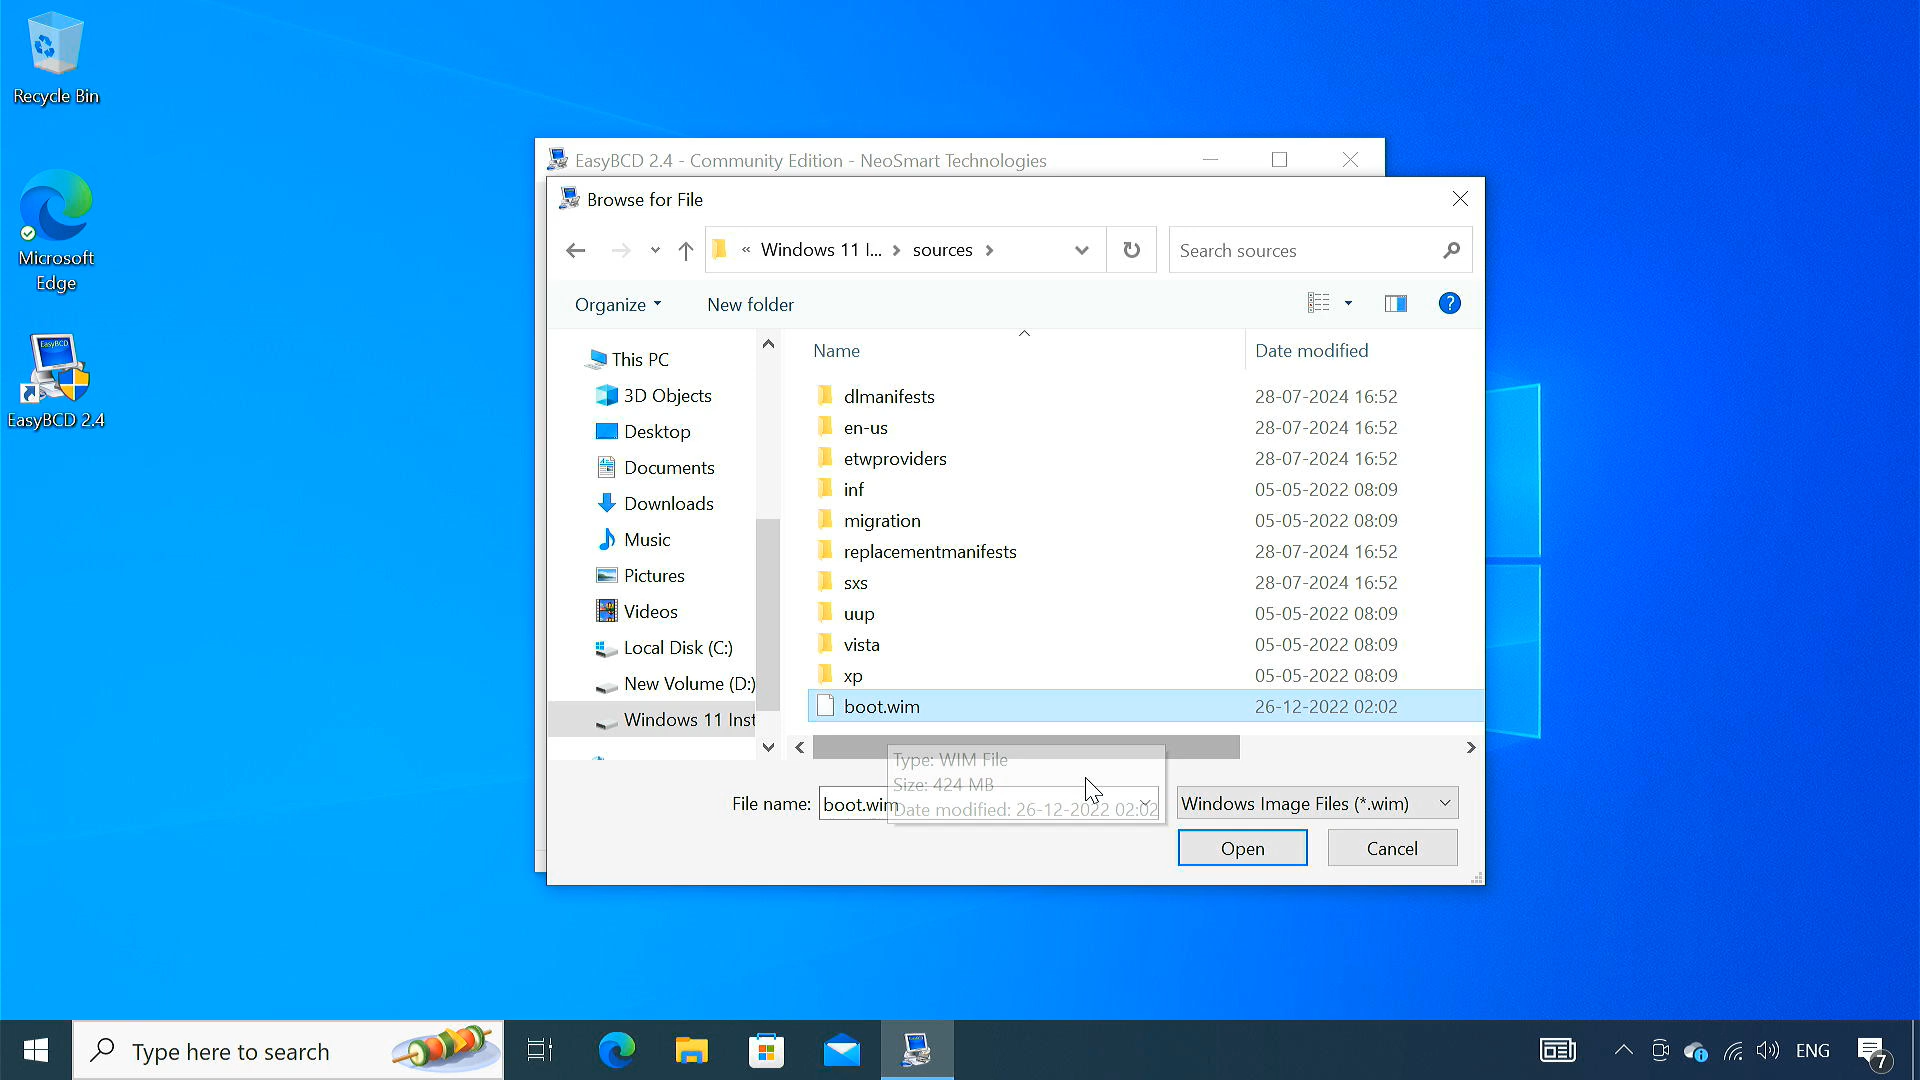 Recycle Bin
Microsoft
Edge
EasyBCD
EasyBCD 2.4
EasyBCD 2.4 - Community Edition - NeoSmart Technologies
Browse for File
« Windows 11 I... > sources >
Search sources
Organize
New folder
?
Name
Date modified
This PC
3D Objects
Desktop
Documents
Downloads
Music
Pictures
Videos
Local Disk (C:)
New Volume (D:)
Windows 11 Inst
dlmanifests 28-07-2024 16:52
en-us 28-07-2024 16:52
etwproviders 28-07-2024 16:52
inf 05-05-2022 08:09
migration 05-05-2022 08:09
replacementmanifests 28-07-2024 16:52
sxs 28-07-2024 16:52
uup 05-05-2022 08:09
vista 05-05-2022 08:09
xp 05-05-2022 08:09
boot.wim 26-12-2022 02:02
Type: WIM File
Size: 424 MB
Date modified: 26-12-2022 02:02
File name: boot.wim
Windows Image Files (*.wim)
Open
Cancel
Type here to search
ENG
7